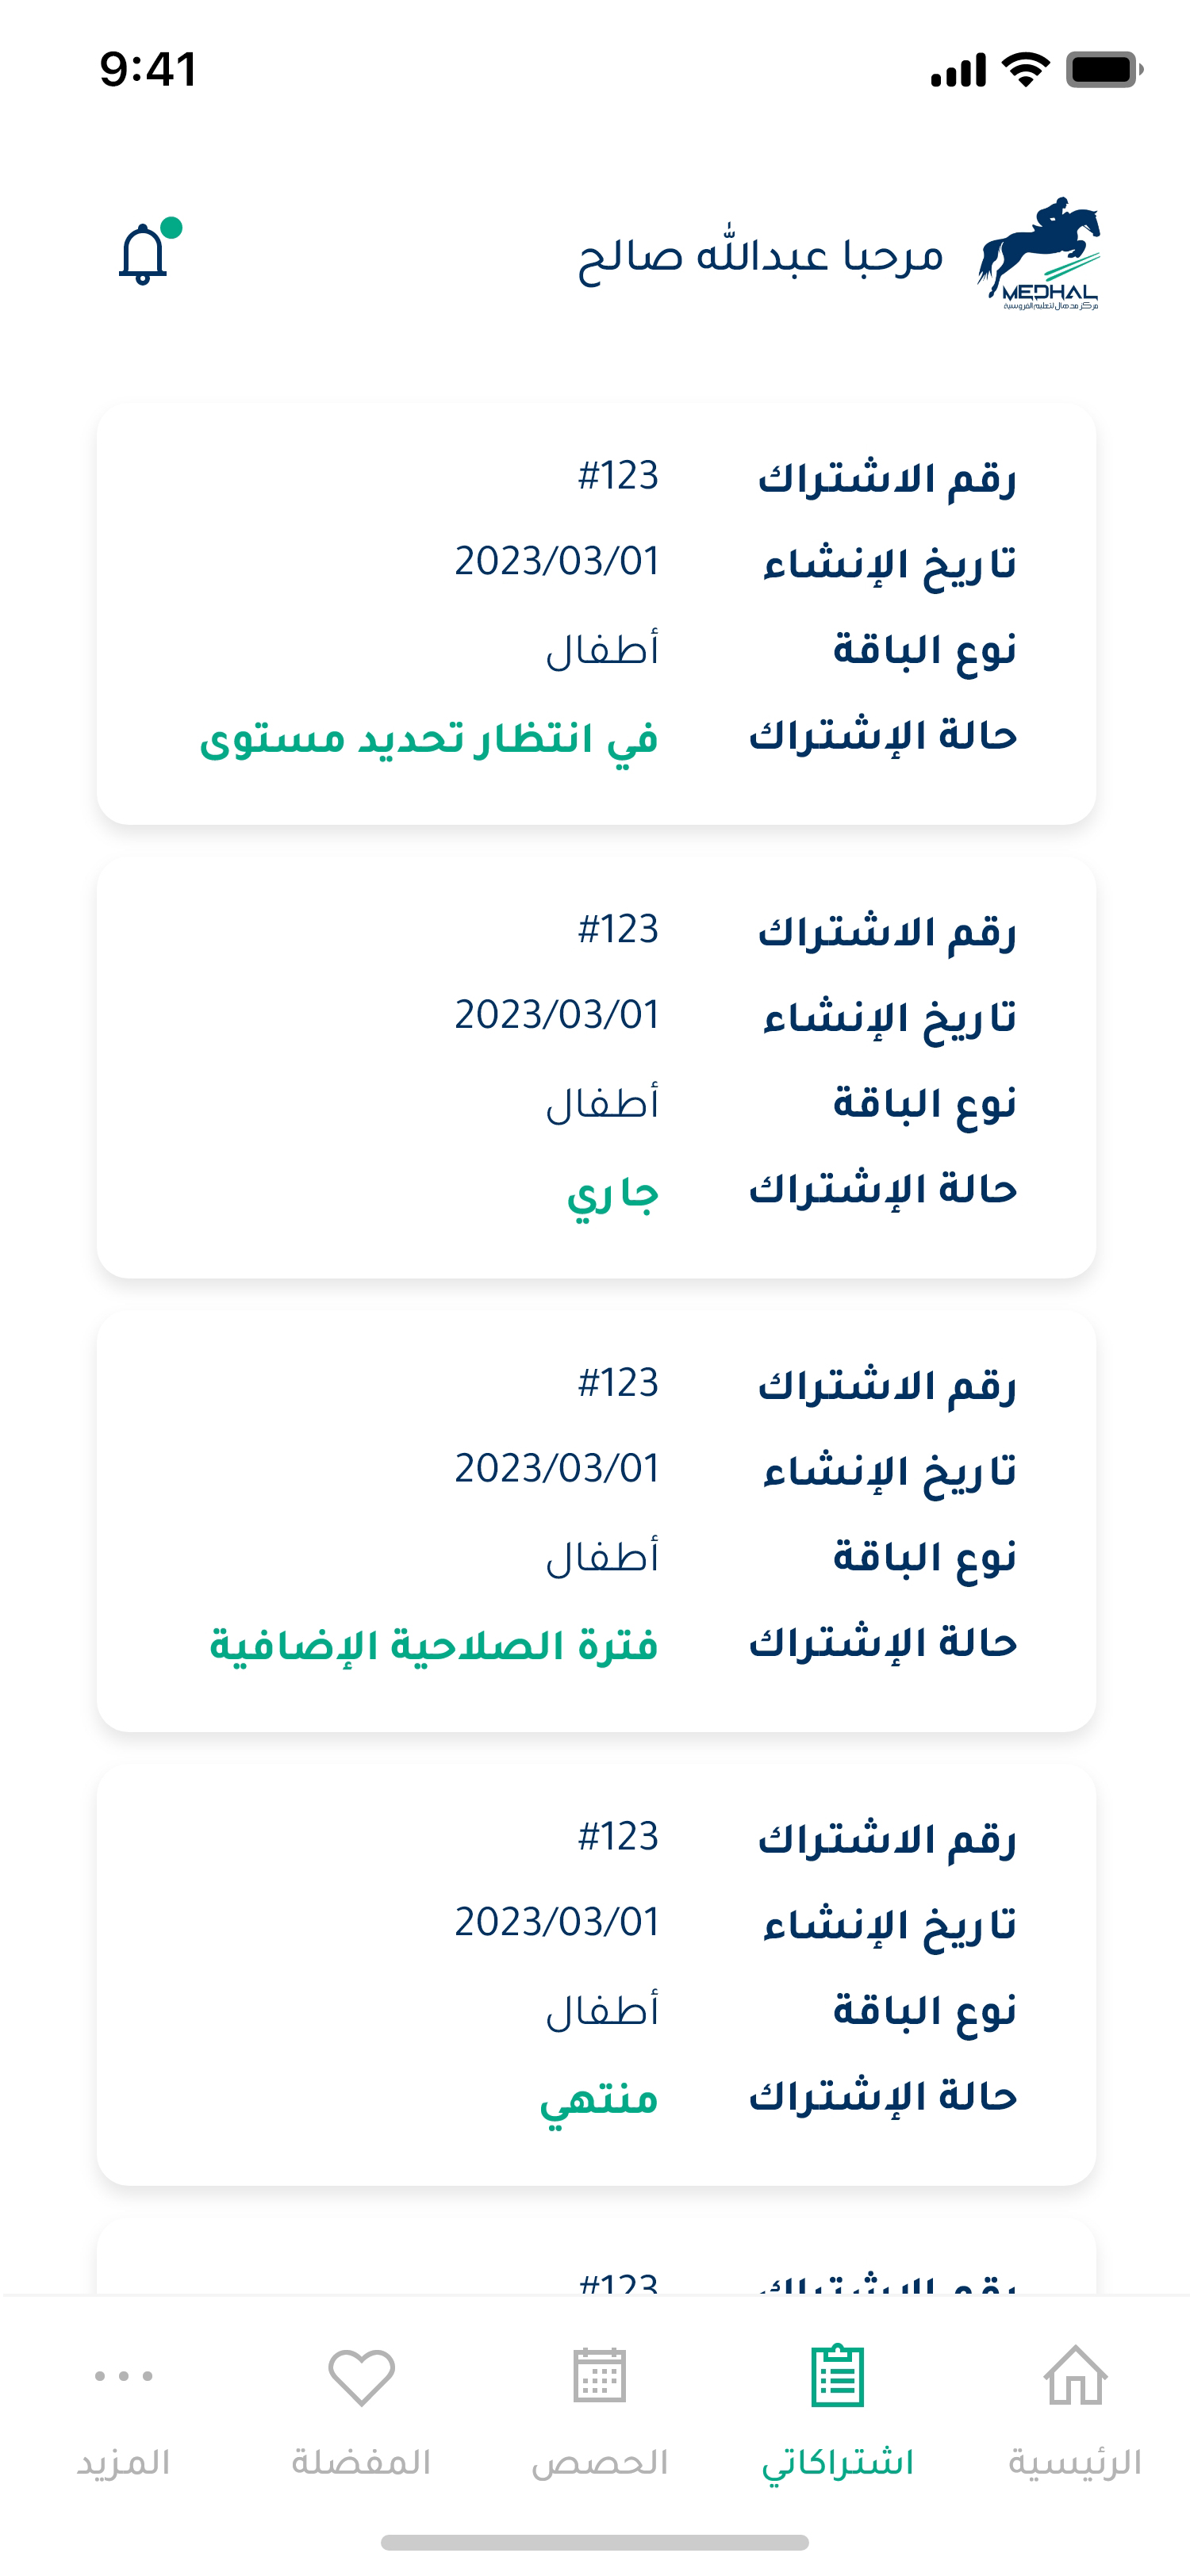 9:41
مرحبا عبدالله صالح
MEDHAL
مركز مدهال لتعليم الفروسية
رقم الاشتراك #123
تاريخ الإنشاء 2023/03/01
نوع الباقة أطفال
حالة الإشتراك في انتظار تحديد مستوى
رقم الاشتراك #123
تاريخ الإنشاء 2023/03/01
نوع الباقة أطفال
حالة الإشتراك جاري
رقم الاشتراك #123
تاريخ الإنشاء 2023/03/01
نوع الباقة أطفال
حالة الإشتراك فترة الصلاحية الإضافية
رقم الاشتراك #123
تاريخ الإنشاء 2023/03/01
نوع الباقة أطفال
حالة الإشتراك منتهي
رقم الاشتراك #123
الرئيسية
اشتراكاتي
الحصص
المفضلة
المزيد